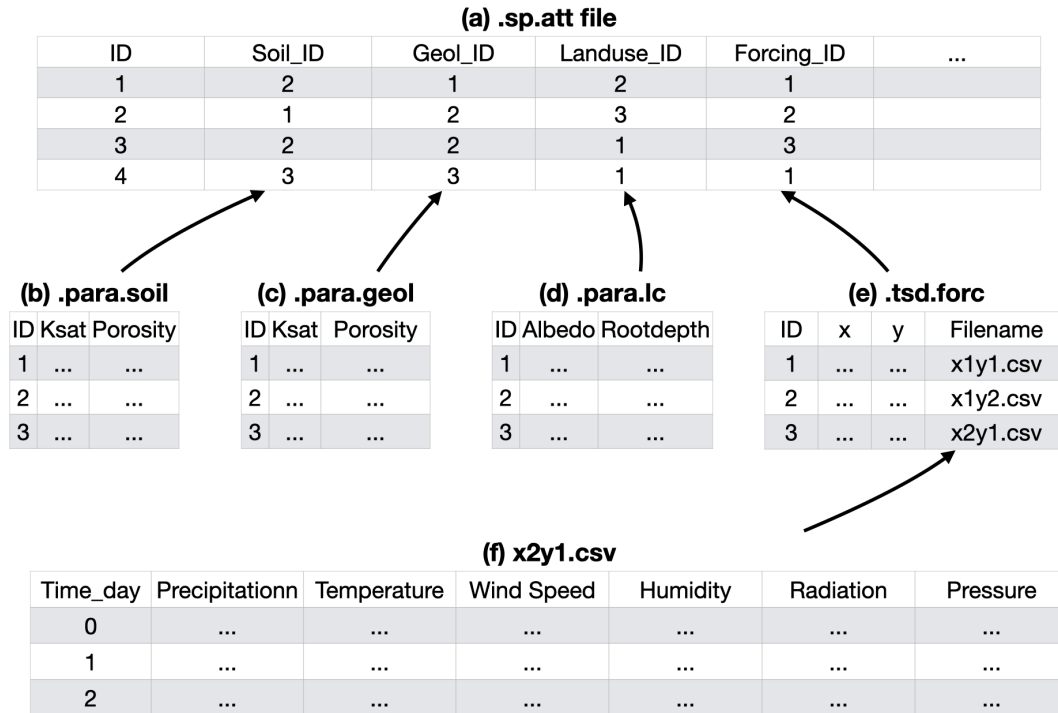 (a) .sp.att file
ID Soil_ID Geol_ID Landuse_ID Forcing_ID ...
1 2 1 2 1
2 1 2 3 2
3 2 2 1 3
4 3 3 1 1
(b) .para.soil
ID Ksat Porosity
1 ... ...
2 ... ...
3 ... ...
(c) .para.geol
ID Ksat Porosity
1 ... ...
2 ... ...
3 ... ...
(d) .para.lc
ID Albedo Rootdepth
1 ... ...
2 ... ...
3 ... ...
(e) .tsd.forc
ID x y Filename
1 ... ... x1y1.csv
2 ... ... x1y2.csv
3 ... ... x2y1.csv
(f) x2y1.csv
Time_day Precipitationn Temperature Wind Speed Humidity Radiation Pressure
0 ... ... ... ... ... ...
1 ... ... ... ... ... ...
2 ... ... ... ... ... ...